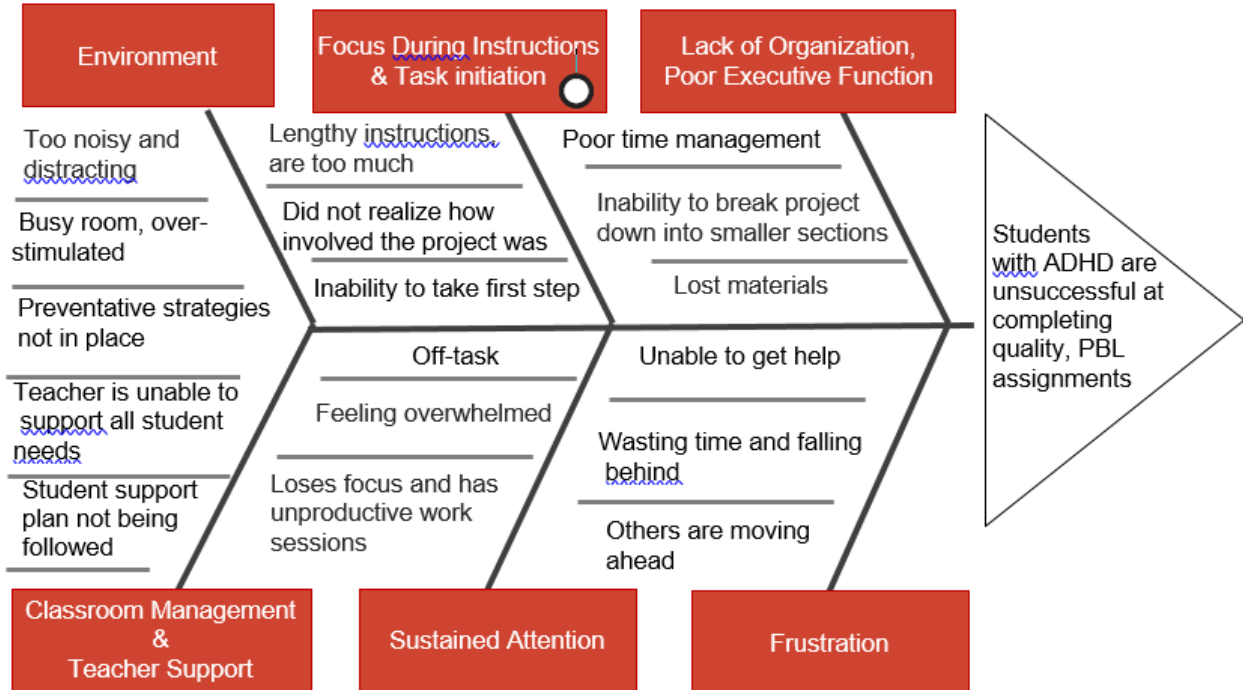 Environment
Focus During Instructions
& Task initiation
Lack of Organization,
Poor Executive Function
Too noisy and
distracting
Busy room, over-
stimulated
Preventative strategies
not in place
Teacher is unable to
support all student
needs
Student support
plan not being
followed
Lengthy instructions,
are too much
Did not realize how
involved the project was
Inability to take first step
Poor time management
Inability to break project
down into smaller sections
Lost materials
Off-task
Feeling overwhelmed
Loses focus and has
unproductive work
sessions
Unable to get help
Wasting time and falling
behind
Others are moving
ahead
Students
with ADHD are
unsuccessful at
completing
quality, PBL
assignments
Classroom Management
&
Teacher Support
Sustained Attention
Frustration